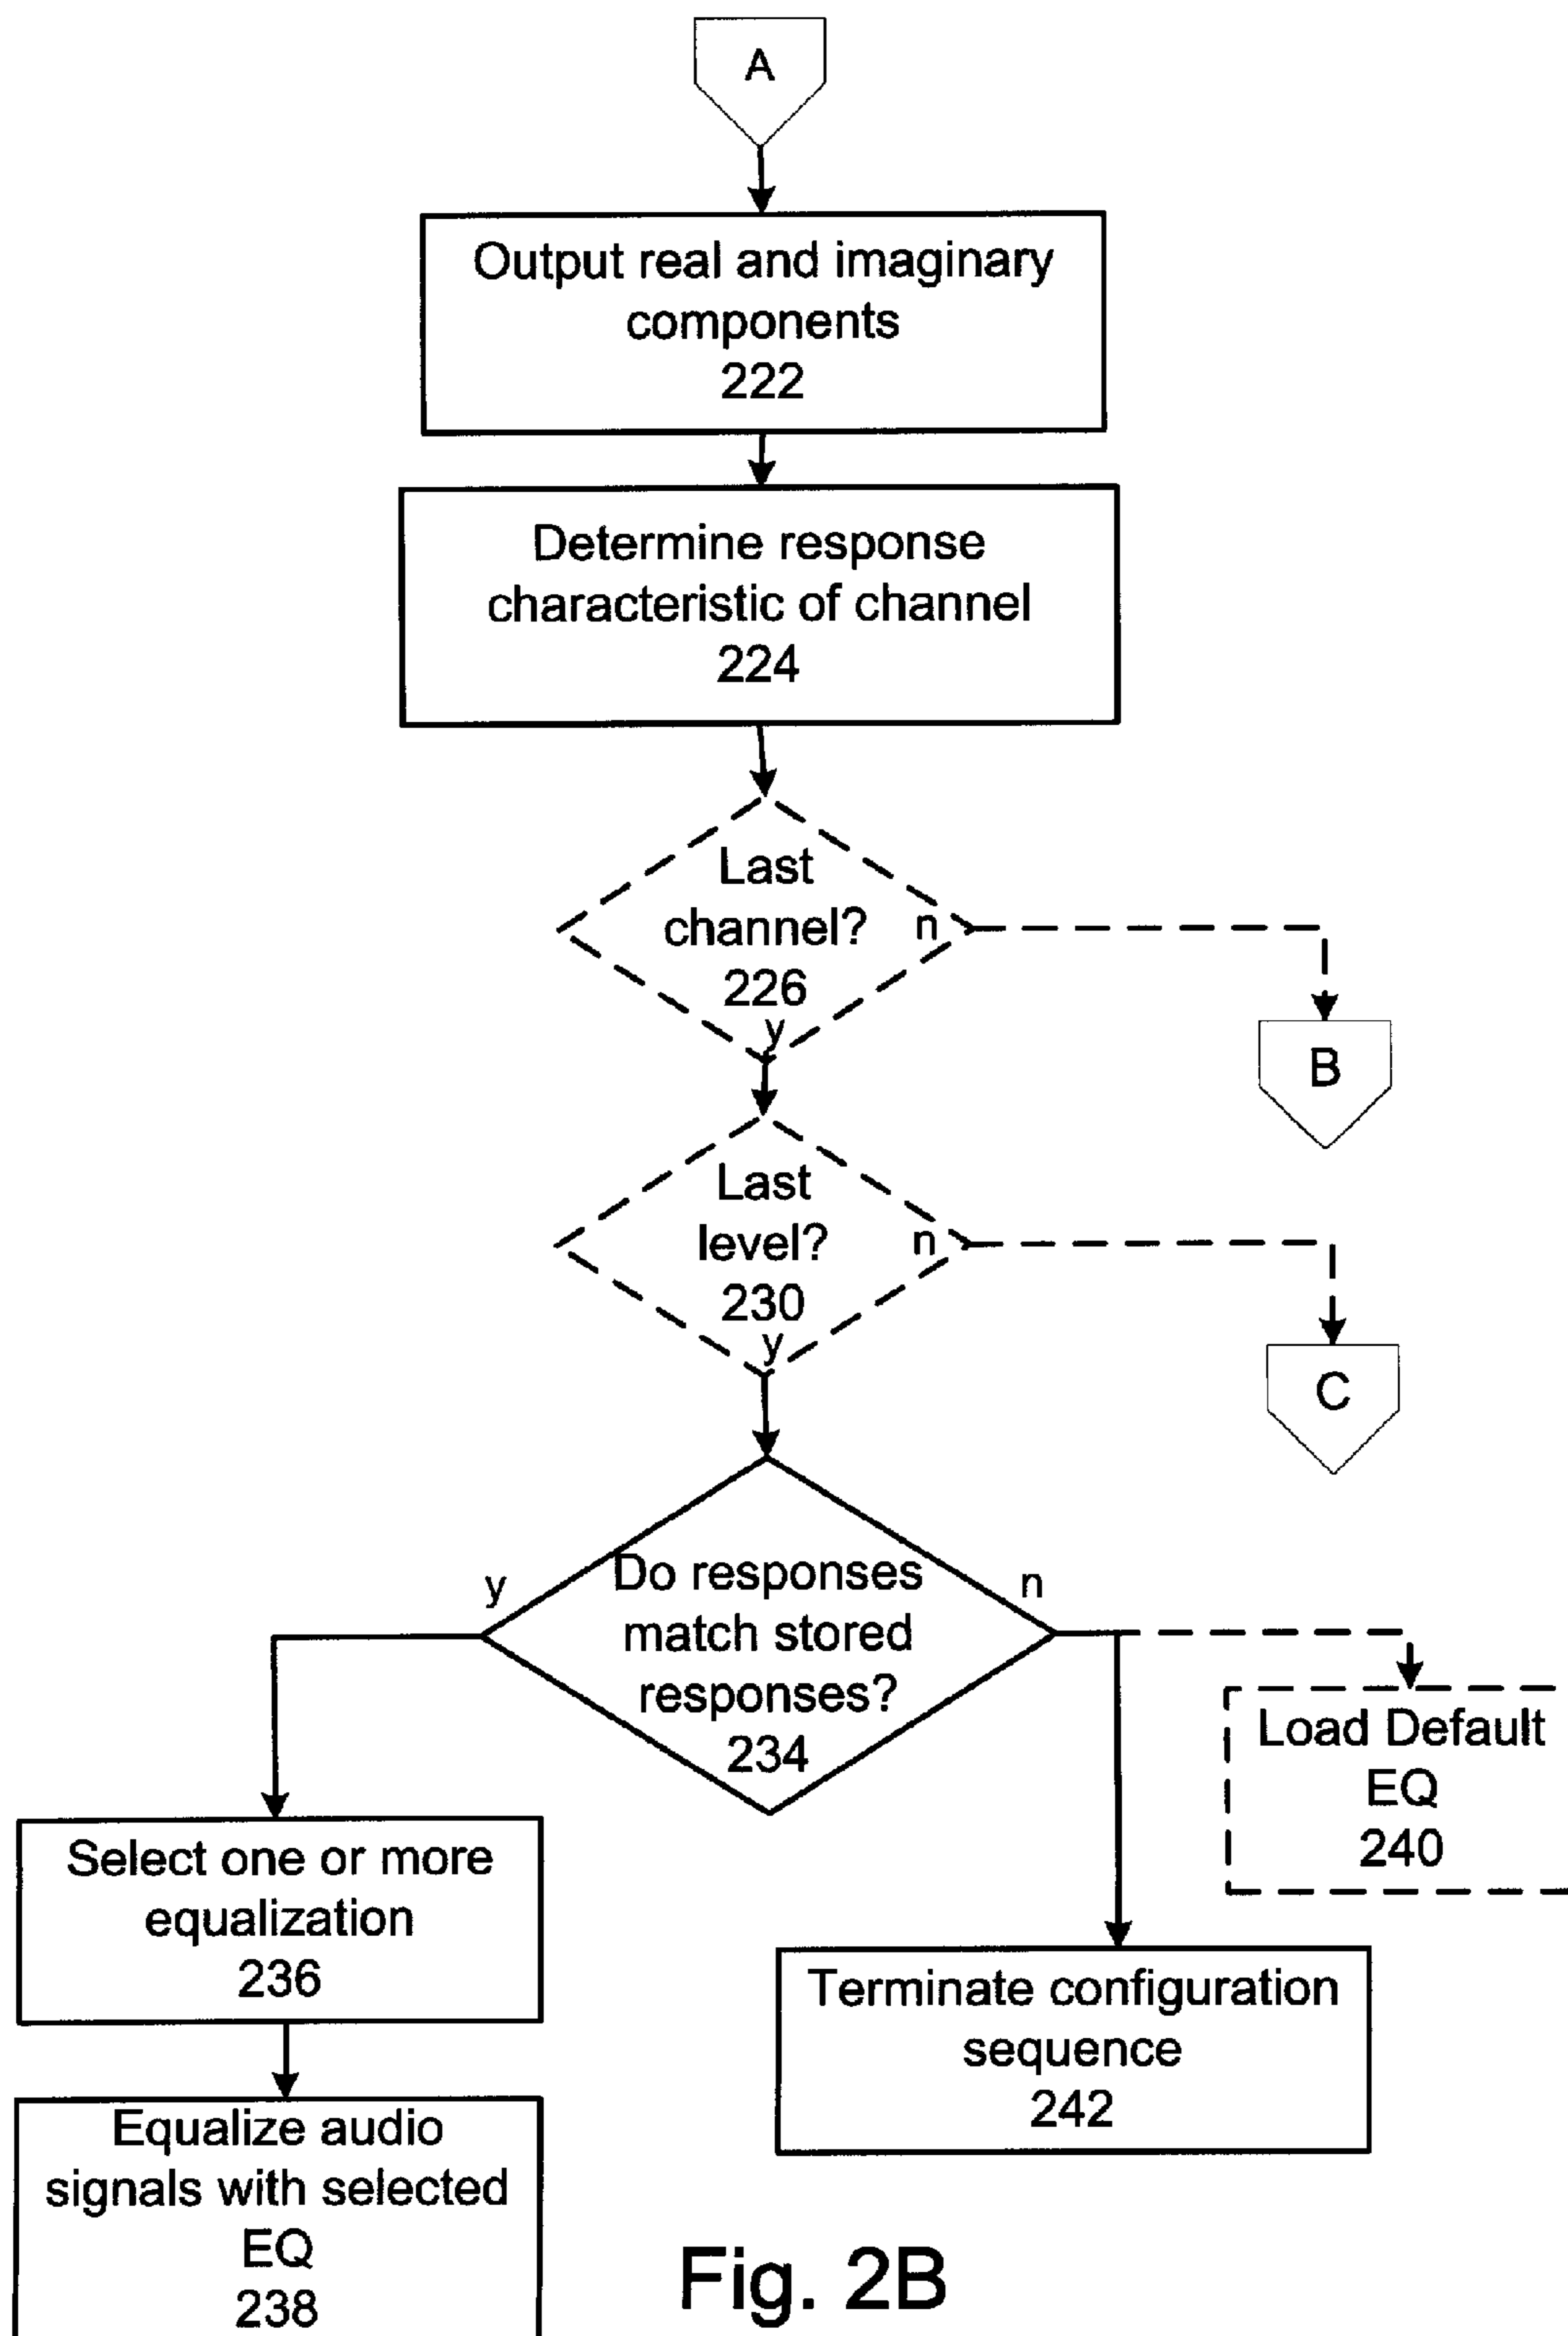 A
Output real and imaginary
components
222
Determine response
characteristic of channel
224
Last
channel?
n
226
y
B
Last
level?
n
230
y
C
Do responses
match stored
responses?
234
y
n
Load Default
EQ
240
Select one or more
equalization
236
Terminate configuration
sequence
242
Equalize audio
signals with selected
EQ
238
Fig. 2B